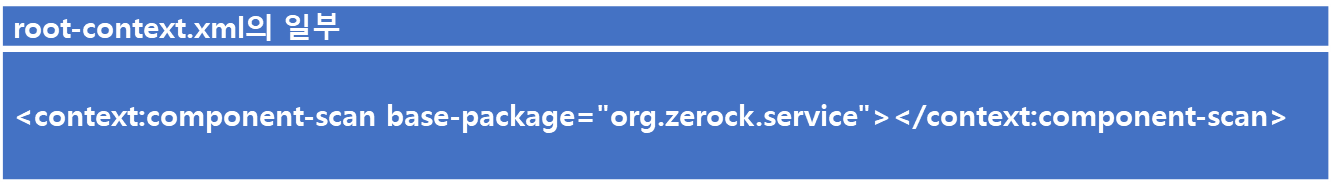 root-context.xml의 일부
<context:component-scan base-package="org.zerock.service"></context:component-scan>